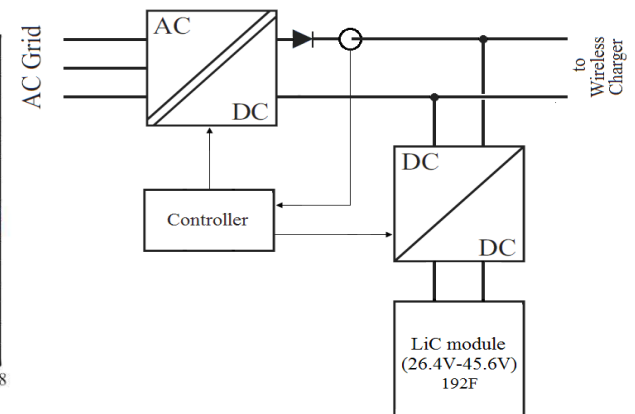 AC Grid
AC
DC
to
Wireless
Charger
Controller
DC
DC
LiC module
(26.4V-45.6V)
192F
8